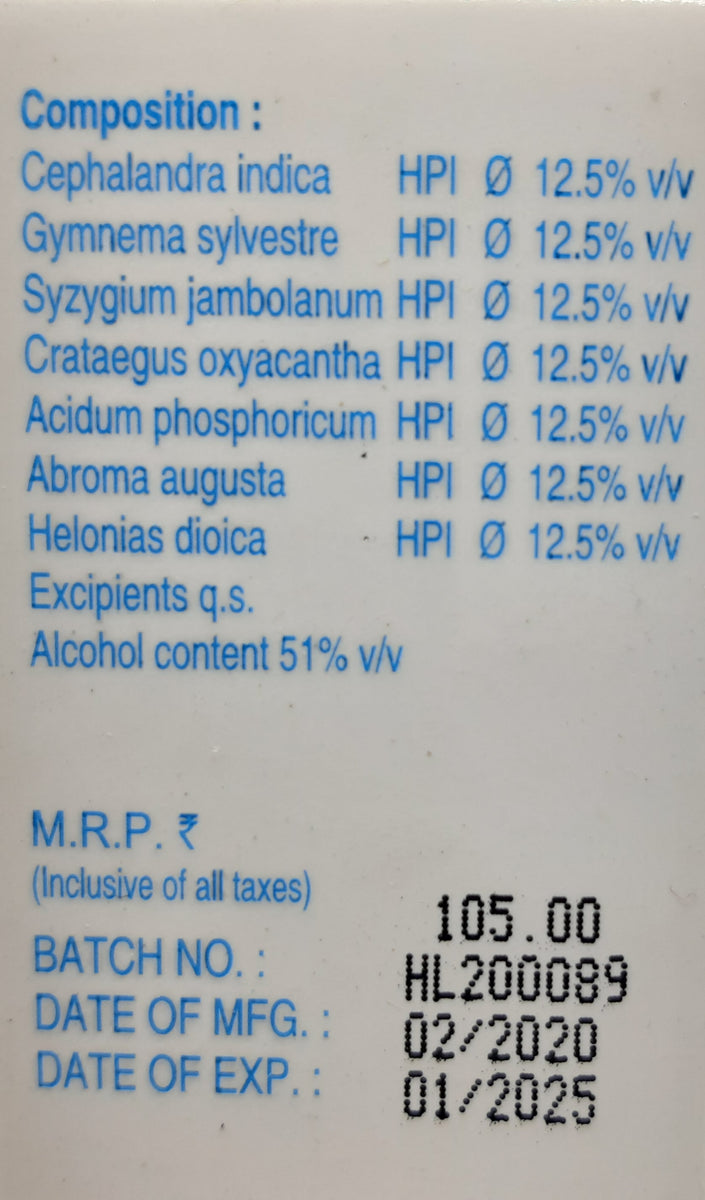 Composition :
Cephalandra indica HPI Ø 12.5% v/v
Gymnema sylvestre HPI Ø 12.5% v/v
Syzygium jambolanum HPI Ø 12.5% v/v
Crataegus oxyacantha HPI Ø 12.5% v/v
Acidum phosphoricum HPI Ø 12.5% v/v
Abroma augusta HPI Ø 12.5% v/v
Helonias dioica HPI Ø 12.5% v/v
Excipients q.s.
Alcohol content 51% v/v
M.R.P. ₹
(Inclusive of all taxes) 105.00
BATCH NO. : HL200089
DATE OF MFG. : 02/2020
DATE OF EXP. : 01/2025